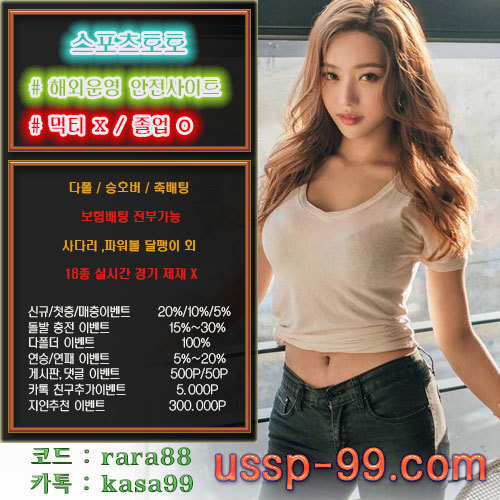 스포츠토토
# 해외운영 안전사이트
# 먹티 X / 졸업 O
다폴 / 승오버 / 축배팅
보험배팅 전부가능
사다리 ,파워볼 달팽이 외
18종 실시간 경기 제재 X
신규/첫충/매충이벤트 20%/10%/5%
돌발 충전 이벤트 15%~30%
다폴더 이벤트 100%
연승/연패 이벤트 5%~20%
게시판,댓글 이벤트 500P/50P
카톡 친구추가이벤트 5.000P
지인추천 이벤트 300.000P
코드 : rara88
카톡 : kasa99
ussp-99.com